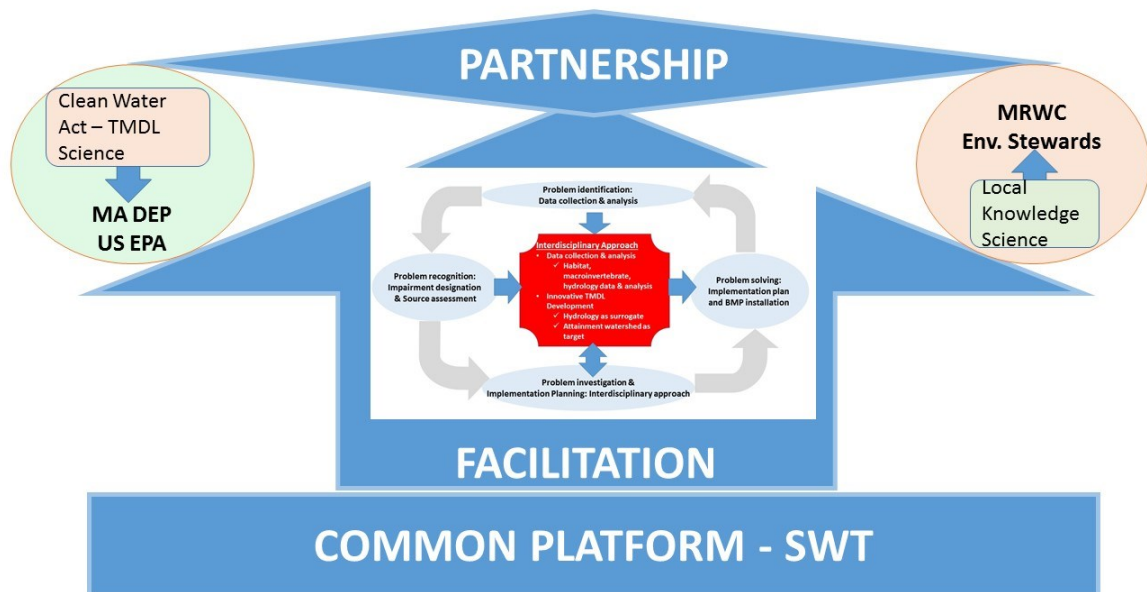 PARTNERSHIP
Clean Water
Act – TMDL
Science
MA DEP
US EPA
MRWC
Env. Stewards
Local
Knowledge
Science
Problem identification:
Data collection & analysis
Problem recognition:
Impairment designation
& Source assessment
Interdisciplinary Approach
• Data collection & analysis
✓ Habitat,
macroinvertebrate,
hydrology data & analysis
• Innovative TMDL
Development
✓ Hydrology as surrogate
✓ Attainment watershed as
target
Problem solving:
Implementation plan
and BMP installation
Problem investigation &
Implementation Planning: Interdisciplinary approach
FACILITATION
COMMON PLATFORM - SWT